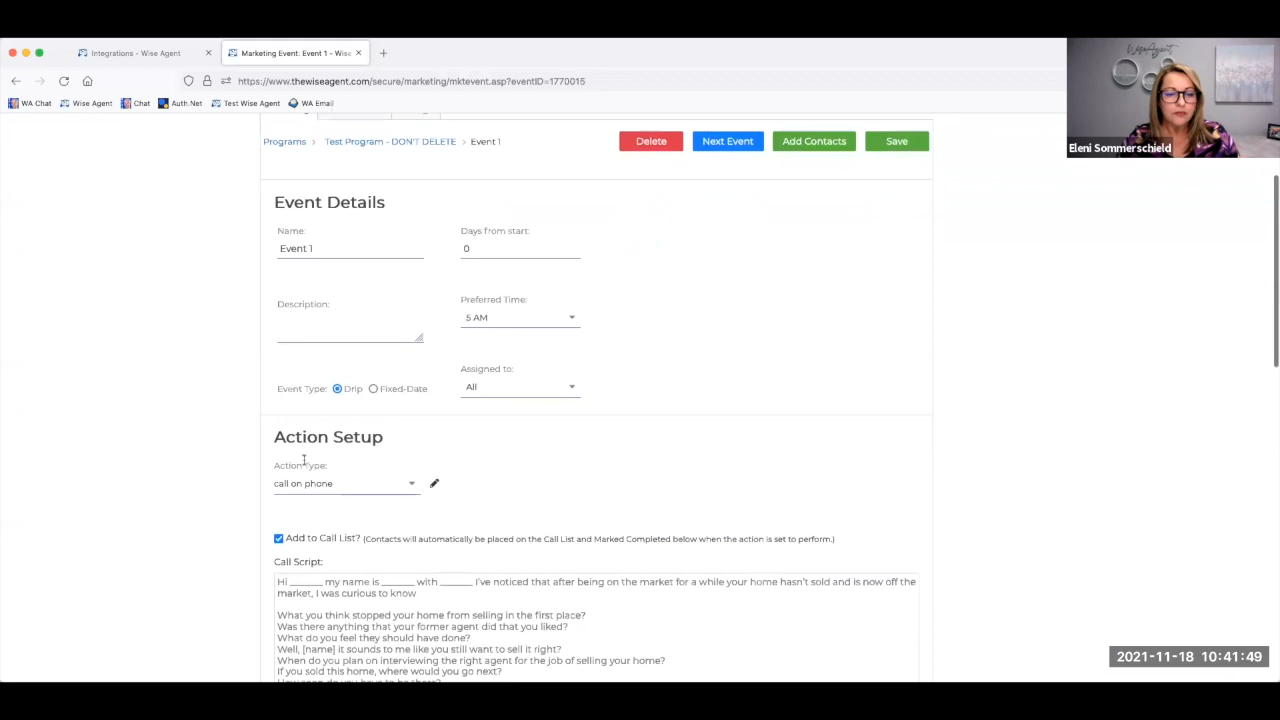 Integrations - Wise Agent
Marketing Event: Event 1 - Wise
https://www.thewiseagent.com/secure/marketing/mktevent.asp?eventID=1770015
WA Chat
Wise Agent
Chat
Auth.Net
Test Wise Agent
WA Email
WiseAgent
Eleni Sommerschield
Programs > Test Program - DON'T DELETE > Event 1
Delete
Next Event
Add Contacts
Save
Event Details
Name:
Days from start:
Event 1
0
Description:
Preferred Time:
5 AM
Assigned to:
Event Type: Drip Fixed-Date
All
Action Setup
Action Type:
call on phone
Add to Call List? (Contacts will automatically be placed on the Call List and Marked Completed below when the action is set to perform.)
Call Script:
Hi ______ my name is ______ with ______ I've noticed that after being on the market for a while your home hasn't sold and is now off the
market, I was curious to know
What you think stopped your home from selling in the first place?
Was there anything that your former agent did that you liked?
What do you feel they should have done?
Well, [name] it sounds to me like you still want to sell it right?
When do you plan on interviewing the right agent for the job of selling your home?
If you sold this home, where would you go next?
How soon do you have to be there?
2021-11-18 10:41:49